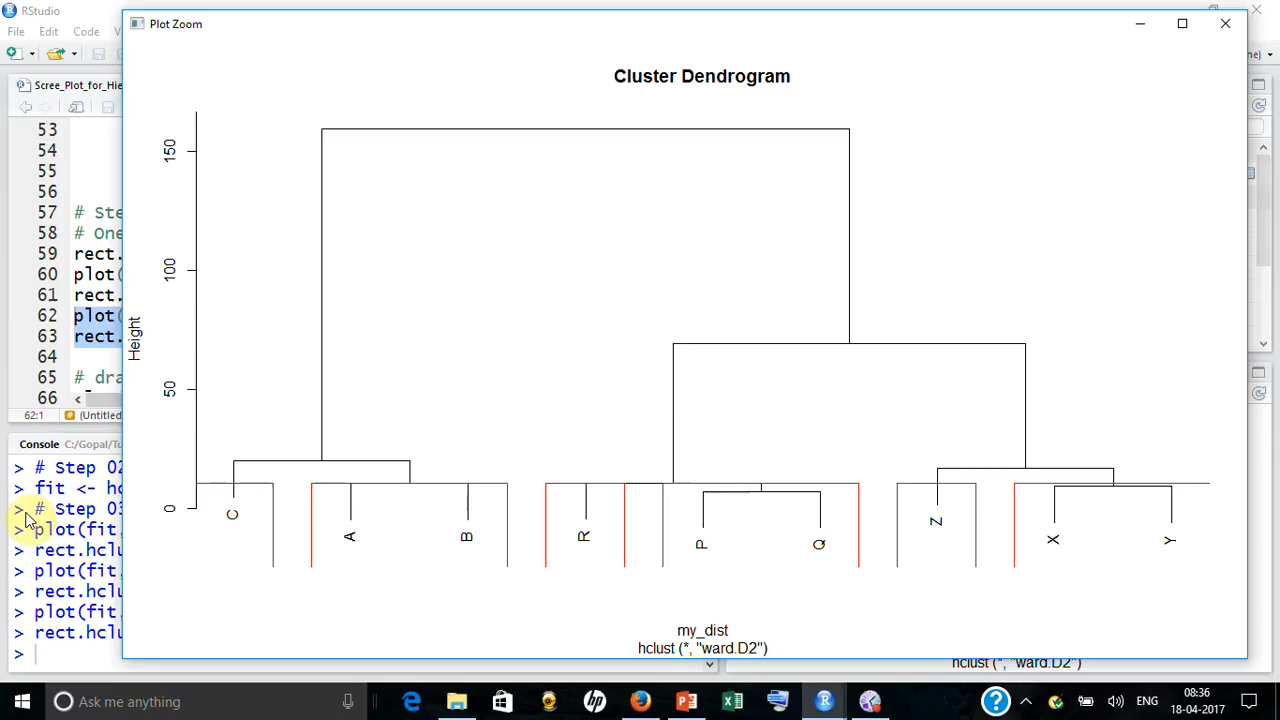 RStudio
File Edit Code
Plot Zoom
Scree_Plot_for_Hie
53
54
55
56
57 # Ste
58 # One
59 rect.
60 plot(
61 rect.
62 plot(
63 rect.
64
65 # dra
66
62:1 (Untitled
Console C:/Gopal/Tu
> # Step 02
> fit <- hc
> # Step 03
> plot(fit,
> rect.hclu
> plot(fit,
> rect.hclu
> plot(fit,
> rect.hclu
>
Cluster Dendrogram
Height
150
100
50
0
C
A
B
R
P
Q
Z
X
Y
my_dist
hclust (*, "ward.D2")
hclust (*, "ward.D2")
Ask me anything
ENG
08:36
18-04-2017